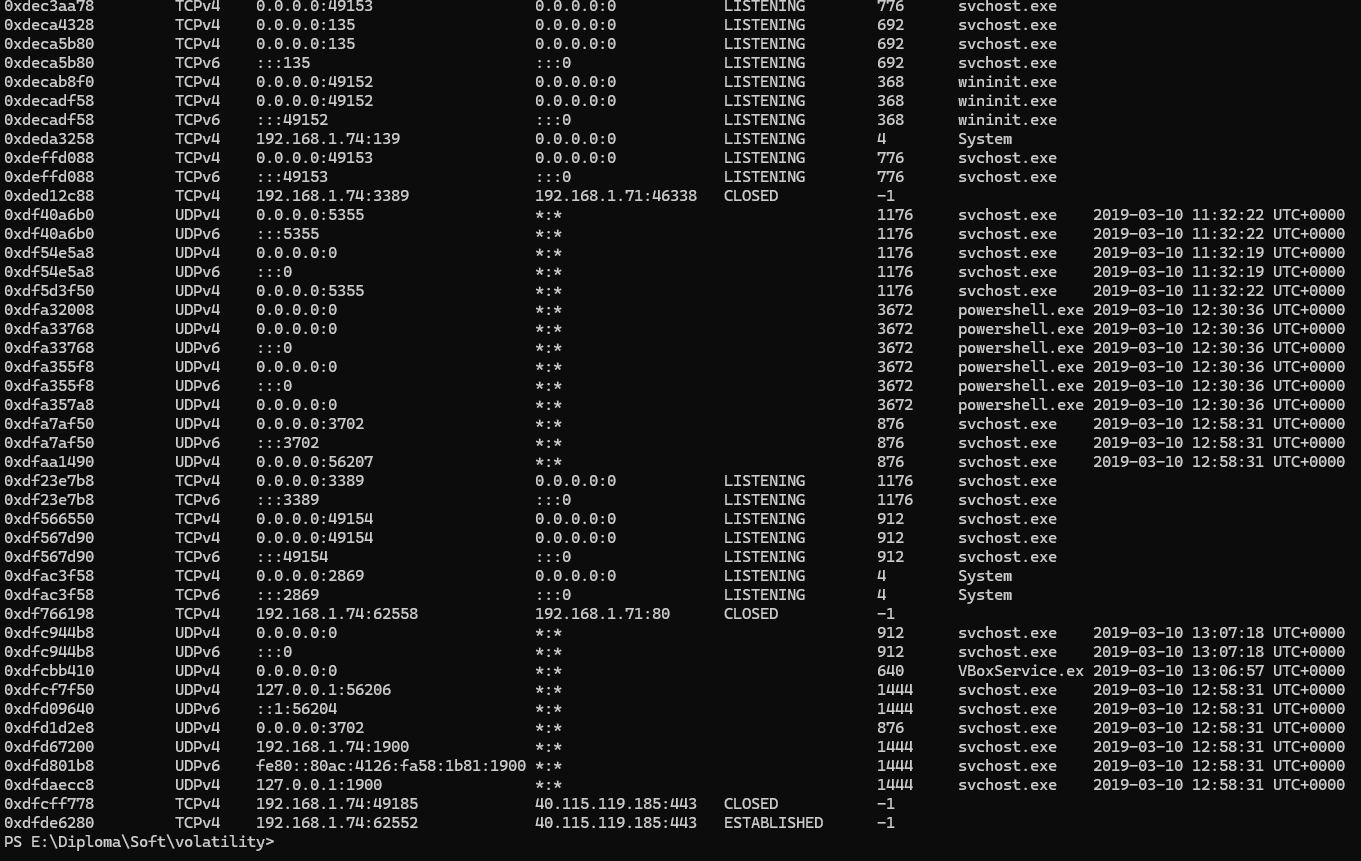 0xdec3aa78 TCPv4 0.0.0.0:49153 0.0.0.0:0 LISTENING 776 svchost.exe
0xdeca4328 TCPv4 0.0.0.0:135 0.0.0.0:0 LISTENING 692 svchost.exe
0xdeca5b80 TCPv4 0.0.0.0:135 0.0.0.0:0 LISTENING 692 svchost.exe
0xdeca5b80 TCPv6 :::135 :::0 LISTENING 692 svchost.exe
0xdecab8f0 TCPv4 0.0.0.0:49152 0.0.0.0:0 LISTENING 368 wininit.exe
0xdecadf58 TCPv4 0.0.0.0:49152 0.0.0.0:0 LISTENING 368 wininit.exe
0xdecadf58 TCPv6 :::49152 :::0 LISTENING 368 wininit.exe
0xdeda3258 TCPv4 192.168.1.74:139 0.0.0.0:0 LISTENING 4 System
0xdeffd088 TCPv4 0.0.0.0:49153 0.0.0.0:0 LISTENING 776 svchost.exe
0xdeffd088 TCPv6 :::49153 :::0 LISTENING 776 svchost.exe
0xded12c88 TCPv4 192.168.1.74:3389 192.168.1.71:46338 CLOSED -1
0xdf40a6b0 UDPv4 0.0.0.0:5355 *:* 1176 svchost.exe 2019-03-10 11:32:22 UTC+0000
0xdf40a6b0 UDPv6 :::5355 *:* 1176 svchost.exe 2019-03-10 11:32:22 UTC+0000
0xdf54e5a8 UDPv4 0.0.0.0:0 *:* 1176 svchost.exe 2019-03-10 11:32:19 UTC+0000
0xdf54e5a8 UDPv6 :::0 *:* 1176 svchost.exe 2019-03-10 11:32:19 UTC+0000
0xdf5d3f50 UDPv4 0.0.0.0:5355 *:* 1176 svchost.exe 2019-03-10 11:32:22 UTC+0000
0xdfa32008 UDPv4 0.0.0.0:0 *:* 3672 powershell.exe 2019-03-10 12:30:36 UTC+0000
0xdfa33768 UDPv4 0.0.0.0:0 *:* 3672 powershell.exe 2019-03-10 12:30:36 UTC+0000
0xdfa33768 UDPv6 :::0 *:* 3672 powershell.exe 2019-03-10 12:30:36 UTC+0000
0xdfa355f8 UDPv4 0.0.0.0:0 *:* 3672 powershell.exe 2019-03-10 12:30:36 UTC+0000
0xdfa355f8 UDPv6 :::0 *:* 3672 powershell.exe 2019-03-10 12:30:36 UTC+0000
0xdfa357a8 UDPv4 0.0.0.0:0 *:* 3672 powershell.exe 2019-03-10 12:30:36 UTC+0000
0xdfa7af50 UDPv4 0.0.0.0:3702 *:* 876 svchost.exe 2019-03-10 12:58:31 UTC+0000
0xdfa7af50 UDPv6 :::3702 *:* 876 svchost.exe 2019-03-10 12:58:31 UTC+0000
0xdfaa1490 UDPv4 0.0.0.0:56207 *:* 876 svchost.exe 2019-03-10 12:58:31 UTC+0000
0xdf23e7b8 TCPv4 0.0.0.0:3389 0.0.0.0:0 LISTENING 1176 svchost.exe
0xdf23e7b8 TCPv6 :::3389 :::0 LISTENING 1176 svchost.exe
0xdf566550 TCPv4 0.0.0.0:49154 0.0.0.0:0 LISTENING 912 svchost.exe
0xdf567d90 TCPv4 0.0.0.0:49154 0.0.0.0:0 LISTENING 912 svchost.exe
0xdf567d90 TCPv6 :::49154 :::0 LISTENING 912 svchost.exe
0xdfac3f58 TCPv4 0.0.0.0:2869 0.0.0.0:0 LISTENING 4 System
0xdfac3f58 TCPv6 :::2869 :::0 LISTENING 4 System
0xdf766198 TCPv4 192.168.1.74:62558 192.168.1.71:80 CLOSED -1
0xdfc944b8 UDPv4 0.0.0.0:0 *:* 912 svchost.exe 2019-03-10 13:07:18 UTC+0000
0xdfc944b8 UDPv6 :::0 *:* 912 svchost.exe 2019-03-10 13:07:18 UTC+0000
0xdfcbb410 UDPv4 0.0.0.0:0 *:* 640 VBoxService.ex 2019-03-10 13:06:57 UTC+0000
0xdfcf7f50 UDPv4 127.0.0.1:56206 *:* 1444 svchost.exe 2019-03-10 12:58:31 UTC+0000
0xdfd09640 UDPv6 ::1:56204 *:* 1444 svchost.exe 2019-03-10 12:58:31 UTC+0000
0xdfd1d2e8 UDPv4 0.0.0.0:3702 *:* 876 svchost.exe 2019-03-10 12:58:31 UTC+0000
0xdfd67200 UDPv4 192.168.1.74:1900 *:* 1444 svchost.exe 2019-03-10 12:58:31 UTC+0000
0xdfd801b8 UDPv6 fe80::80ac:4126:fa58:1b81:1900 *:* 1444 svchost.exe 2019-03-10 12:58:31 UTC+0000
0xdfdaecc8 UDPv4 127.0.0.1:1900 *:* 1444 svchost.exe 2019-03-10 12:58:31 UTC+0000
0xdfcff778 TCPv4 192.168.1.74:49185 40.115.119.185:443 CLOSED -1
0xdfde6280 TCPv4 192.168.1.74:62552 40.115.119.185:443 ESTABLISHED -1
PS E:\Diploma\Soft\volatility>